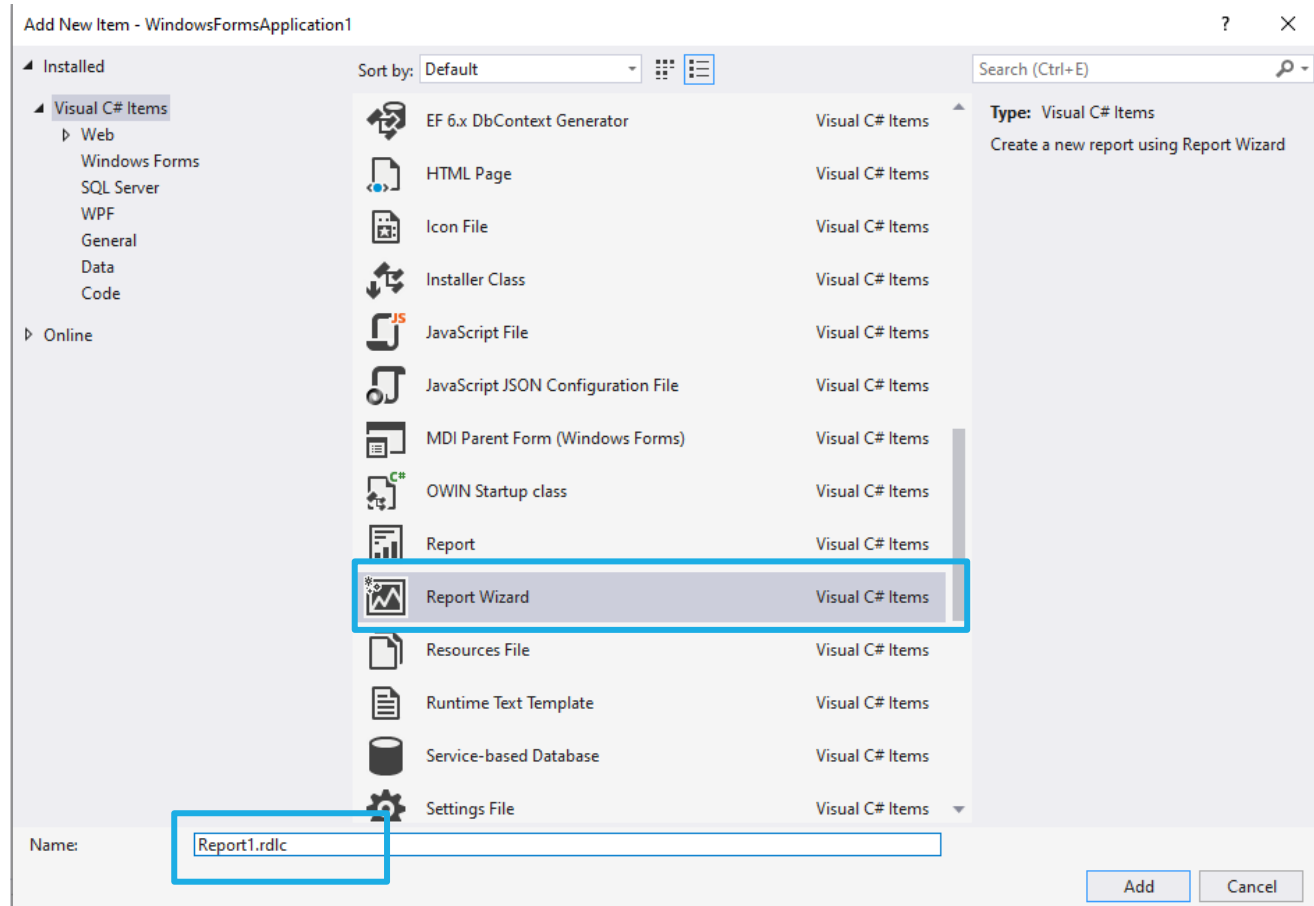 Add New Item - WindowsFormsApplication1
?
Installed
Visual C# Items
Web
Windows Forms
SQL Server
WPF
General
Data
Code
Online
Sort by: Default
EF 6.x DbContext Generator Visual C# Items
HTML Page Visual C# Items
Icon File Visual C# Items
Installer Class Visual C# Items
JS
JavaScript File Visual C# Items
JavaScript JSON Configuration File Visual C# Items
MDI Parent Form (Windows Forms) Visual C# Items
C#
OWIN Startup class Visual C# Items
Report Visual C# Items
Report Wizard Visual C# Items
Resources File Visual C# Items
Runtime Text Template Visual C# Items
Service-based Database Visual C# Items
Settings File Visual C# Items
Search (Ctrl+E)
Type: Visual C# Items
Create a new report using Report Wizard
Name: Report1.rdlc
Add Cancel